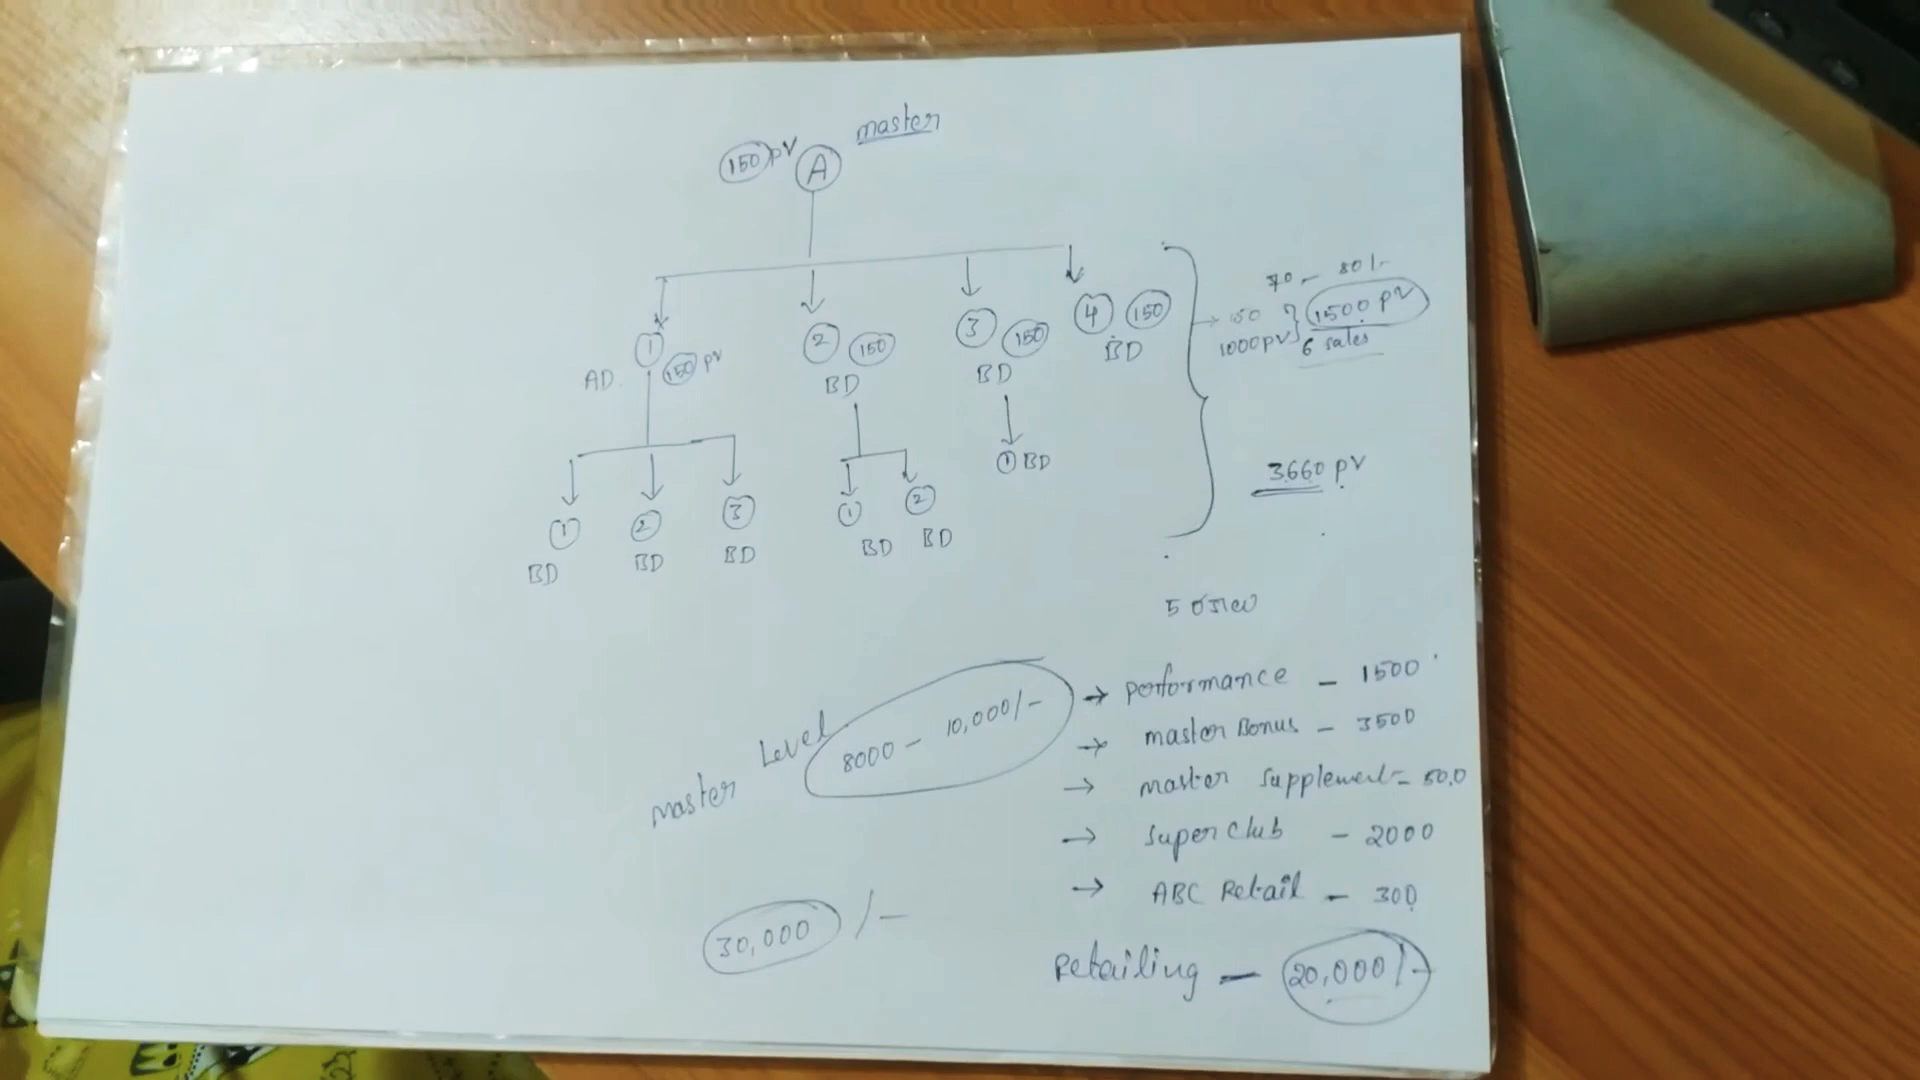 master
150 PV A
70 - 80/-
150
1500 PV
1000PV
6 sales
1 2 150 3 150 4 150
AD 150 PV BD BD BD
1 BD
3660 PV
1 2 3 1 2
BD BD BD BD BD
performance - 1500
master Level 8000 - 10,000/-
master Bonus - 3500
master supplement - 500
super club - 2000
ABC Retail - 300
30,000 /-
Retailing - 20,000/-